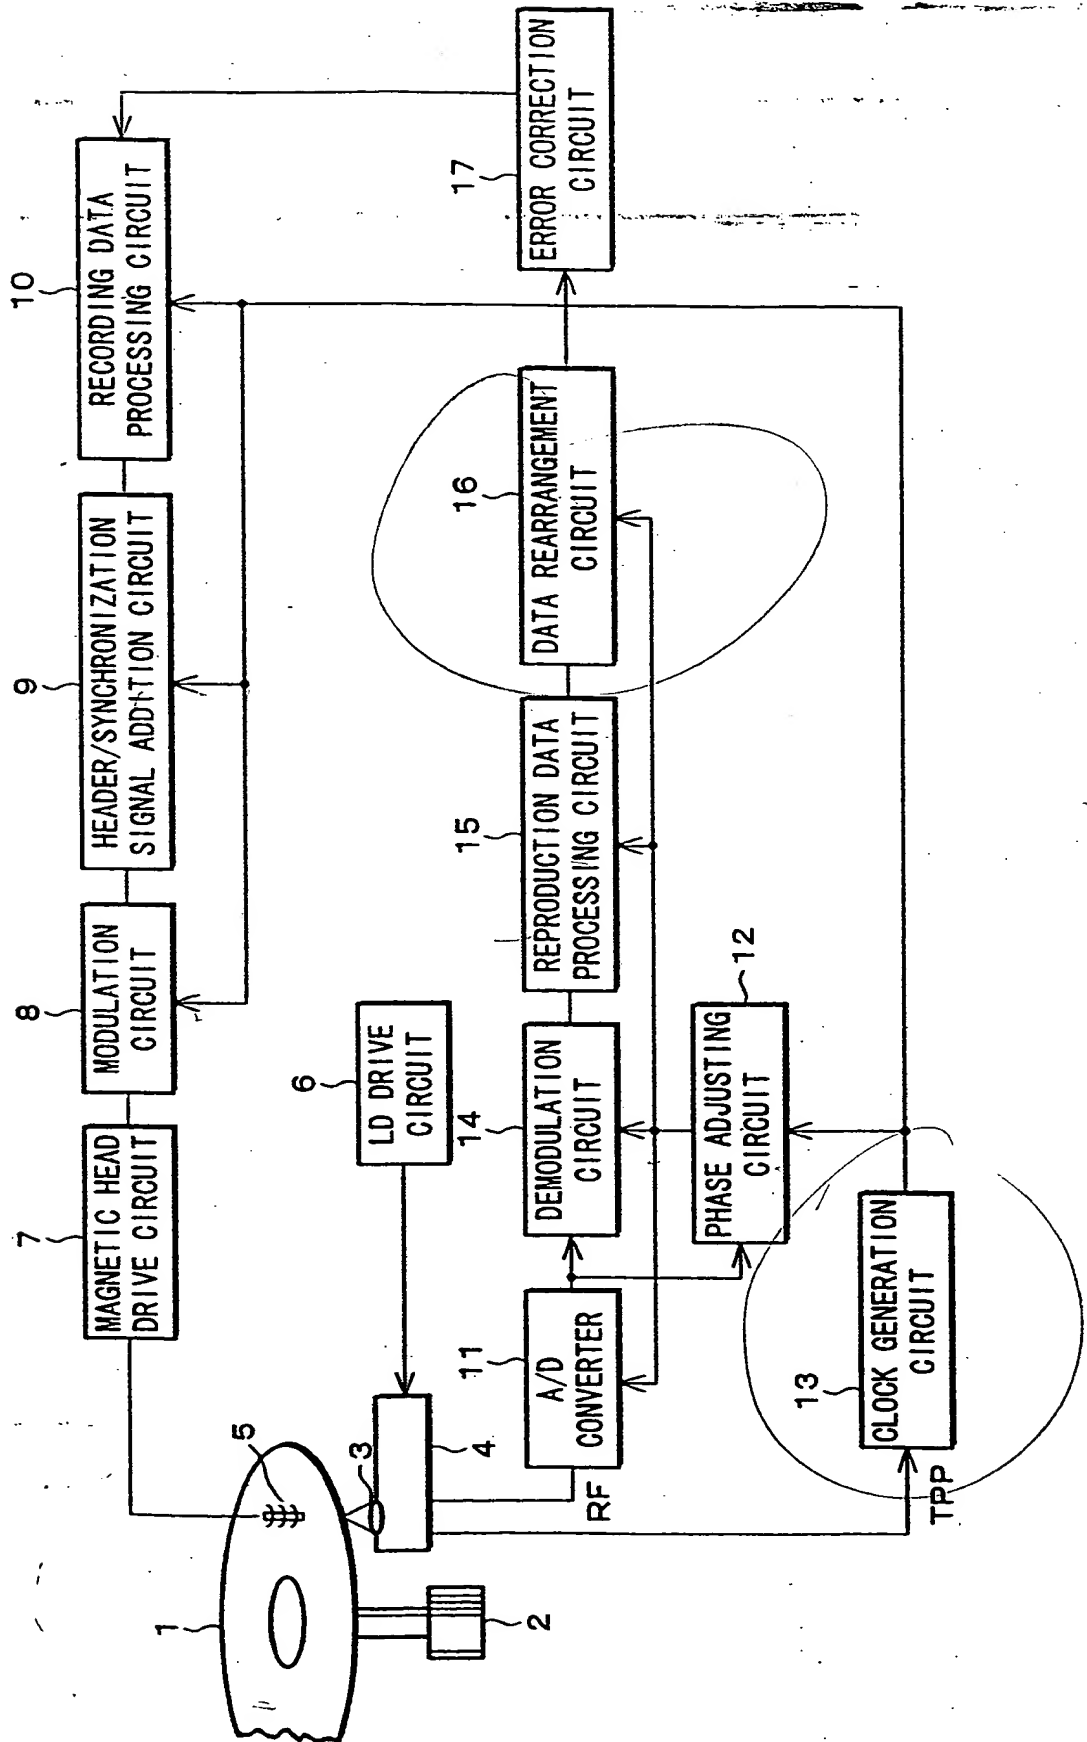 10
RECORDING DATA
PROCESSING CIRCUIT
9
HEADER/SYNCHRONIZATION
SIGNAL ADDITION CIRCUIT
8
MODULATION
CIRCUIT
7
MAGNETIC HEAD
DRIVE CIRCUIT
17
ERROR CORRECTION
CIRCUIT
16
DATA REARRANGEMENT
CIRCUIT
15
REPRODUCTION DATA
PROCESSING CIRCUIT
14
DEMODULATION
CIRCUIT
6
LD DRIVE
CIRCUIT
12
PHASE ADJUSTING
CIRCUIT
11
A/D
CONVERTER
13
CLOCK GENERATION
CIRCUIT
5
3
4
RF
TPP
1
2